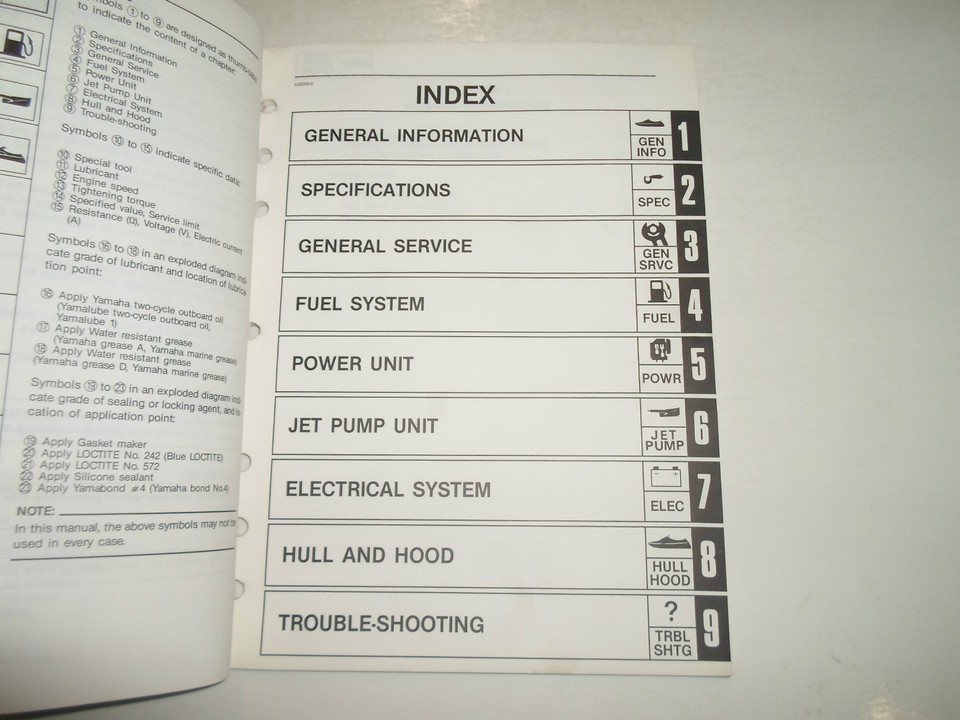 ① to ⑨ are designed as thumb-tabs
to indicate the content of a chapter:
① General Information
② Specifications
③ General Service
④ Fuel System
⑤ Power Unit
⑥ Jet Pump Unit
⑦ Electrical System
⑧ Hull and Hood
⑨ Trouble-shooting
Symbols ⑩ to ⑮ indicate specific data:
⑩ Special tool
⑪ Lubricant
⑫ Engine speed
⑬ Tightening torque
⑭ Specified value, Service limit
⑮ Resistance (Ω), Voltage (V), Electric current
(A)
Symbols ⑯ to ⑱ in an exploded diagram indi-
cate grade of lubricant and location of lubrica-
tion point:
⑯ Apply Yamaha two-cycle outboard oil
(Yamalube two-cycle outboard oil,
Yamalube 1)
⑰ Apply Water resistant grease
(Yamaha grease A, Yamaha marine grease)
⑱ Apply Water resistant grease
(Yamaha grease D, Yamaha marine grease)
Symbols ⑲ to ㉓ in an exploded diagram indi-
cate grade of sealing or locking agent, and lo
cation of application point:
⑲ Apply Gasket maker
⑳ Apply LOCTITE No. 242 (Blue LOCTITE)
㉑ Apply LOCTITE No. 572
㉒ Apply Silicone sealant
㉓ Apply Yamabond #4 (Yamaha bond No.4)
NOTE:
In this manual, the above symbols may not be
used in every case.
INDEX
GENERAL INFORMATION
GEN
INFO
1
SPECIFICATIONS
SPEC
2
GENERAL SERVICE
GEN
SRVC
3
FUEL SYSTEM
FUEL
4
POWER UNIT
POWR
5
JET PUMP UNIT
JET
PUMP
6
ELECTRICAL SYSTEM
- +
ELEC
7
HULL AND HOOD
HULL
HOOD
8
TROUBLE-SHOOTING
?
TRBL
SHTG
9